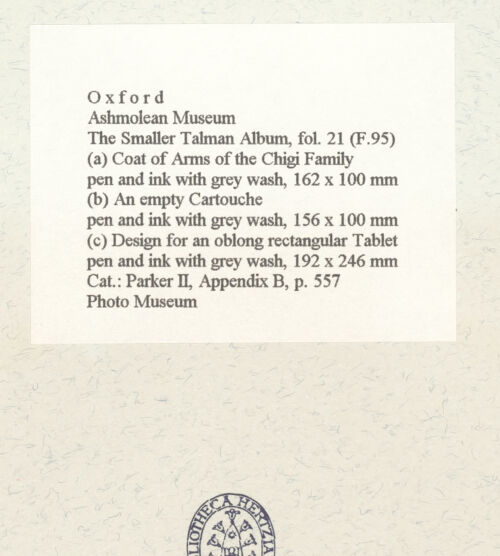 Oxford
Ashmolean Museum
The Smaller Talman Album, fol. 21 (F.95)
(a) Coat of Arms of the Chigi Family
pen and ink with grey wash, 162 x 100 mm
(b) An empty Cartouche
pen and ink with grey wash, 156 x 100 mm
(c) Design for an oblong rectangular Tablet
pen and ink with grey wash, 192 x 246 mm
Cat.: Parker II, Appendix B, p. 557
Photo Museum